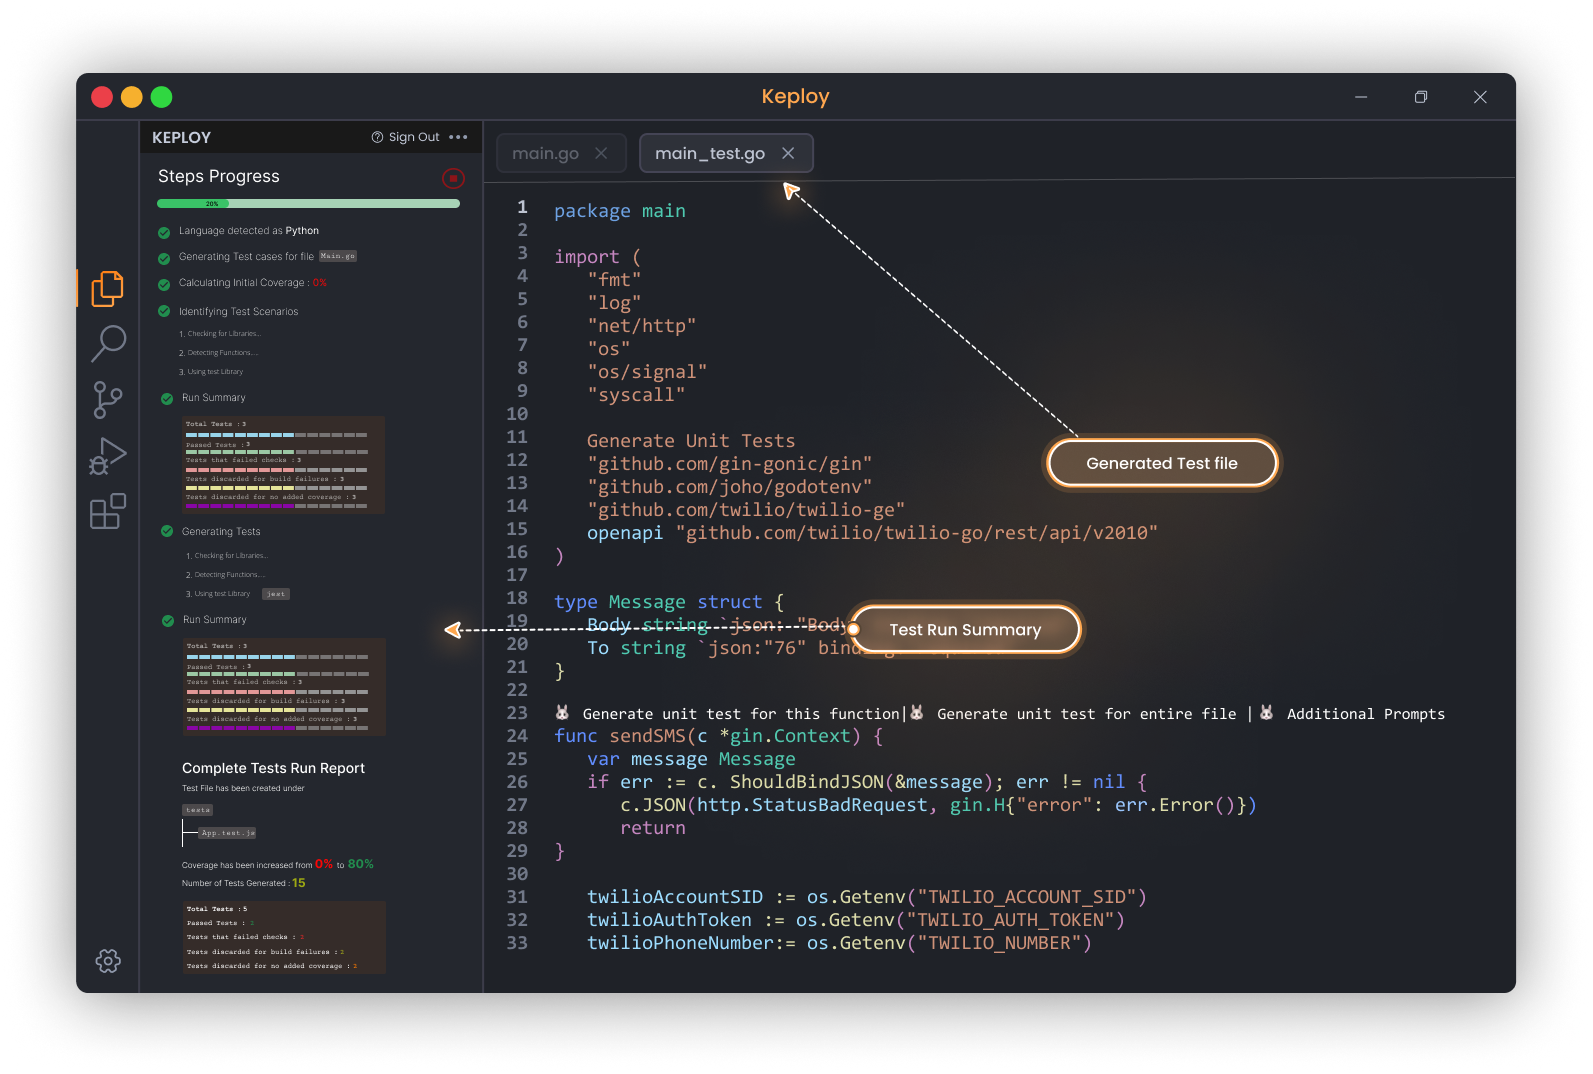 Keploy
KEPLOY
Sign Out
Steps Progress
20%
Language detected as Python
Generating Test cases for file Main.go
Calculating Initial Coverage : 0%
Identifying Test Scenarios
1. Checking for Libraries...
2. Detecting Functions....
3. Using test Library
Run Summary
Total Tests : 3
Passed Tests : 3
Tests that failed checks : 3
Tests discarded for build failures : 3
Tests discarded for no added coverage : 3
Generating Tests
1. Checking for Libraries...
2. Detecting Functions....
3. Using test Library jest
Run Summary
Total Tests : 3
Passed Tests : 3
Tests that failed checks : 3
Tests discarded for build failures : 3
Tests discarded for no added coverage : 3
Complete Tests Run Report
Test File has been created under
tests
App.test.js
Coverage has been increased from 0% to 80%
Number of Tests Generated : 15
Total Tests : 5
Passed Tests :
Tests that failed checks :
Tests discarded for build failures : 2
Tests discarded for no added coverage : 2
main.go
main_test.go
1 package main
2
3 import (
4 "fmt"
5 "log"
6 "net/http"
7 "os"
8 "os/signal"
9 "syscall"
10
11 Generate Unit Tests
12 "github.com/gin-gonic/gin"
13 "github.com/joho/godotenv"
14 "github.com/twilio/twilio-ge"
15 openapi "github.com/twilio/twilio-go/rest/api/v2010"
16 )
17
18 type Message struct {
19 Body string `json: "Body
20 To string `json:"76"
21 }
22
23 Generate unit test for this function| Generate unit test for entire file | Additional Prompts
24 func sendSMS(c *gin.Context) {
25 var message Message
26 if err := c. ShouldBindJSON(&message); err != nil {
27 c.JSON(http.StatusBadRequest, gin.H{"error": err.Error()})
28 return
29 }
30
31 twilioAccountSID := os.Getenv("TWILIO_ACCOUNT_SID")
32 twilioAuthToken := os.Getenv("TWILIO_AUTH_TOKEN")
33 twilioPhoneNumber:= os.Getenv("TWILIO_NUMBER")
Generated Test file
Test Run Summary